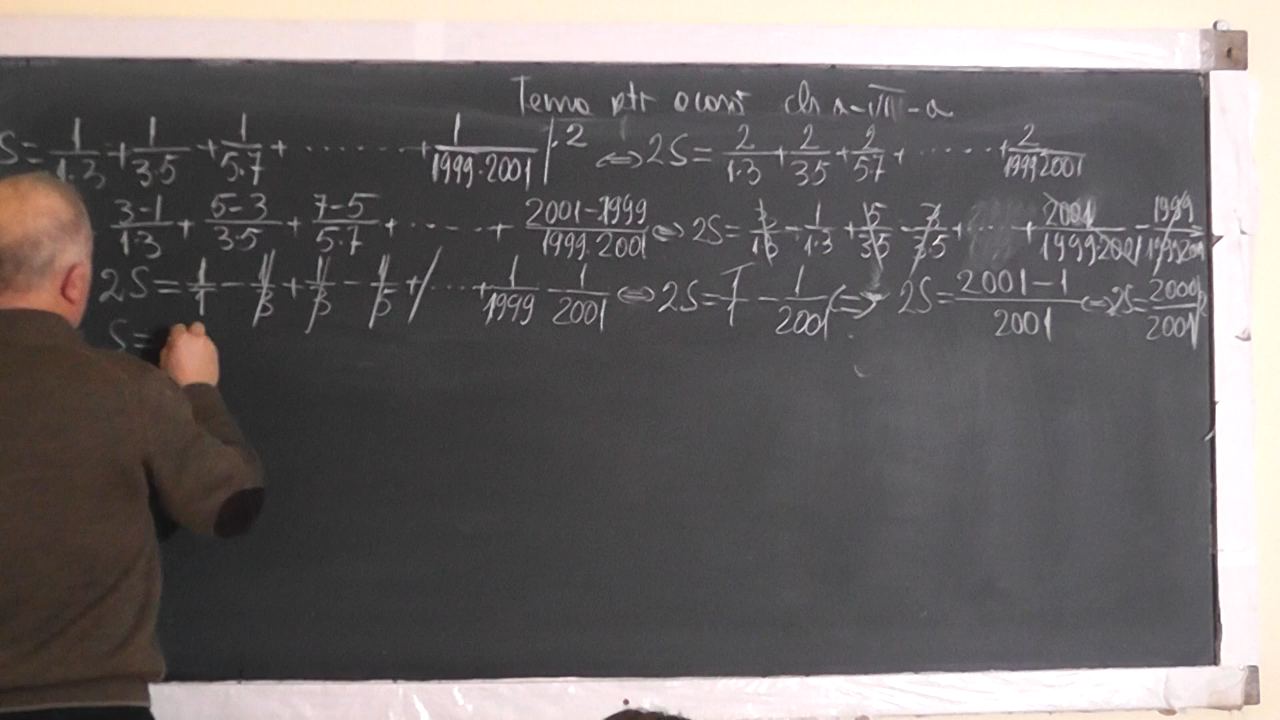 Tema ptr acasă cls a-VII-a
S = 1/1·3 + 1/3·5 + 1/5·7 + ........ + 1/1999·2001 |·2 ⇔ 2S = 2/1·3 + 2/3·5 + 2/5·7 + ...... + 2/1999·2001
3-1/1·3 + 5-3/3·5 + 7-5/5·7 + ..... + 2001-1999/1999·2001 ⇔ 2S = 3/1·3 - 1/1·3 + 5/3·5 - 3/3·5 + ..... + 2001/1999·2001 - 1999/1999·2001
2S = 1/1 - 1/3 + 1/3 - 1/5 + ..... + 1/1999 - 1/2001 ⇔ 2S = 1 - 1/2001 ⇔ 2S = 2001-1/2001 ⇔ 2S = 2000/2001
S =